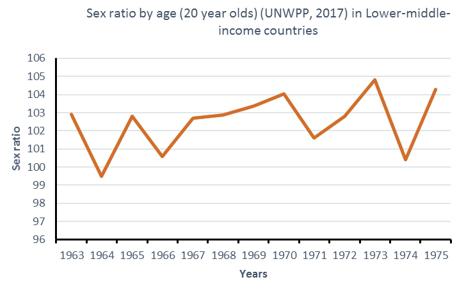 Sex ratio by age (20 year olds) (UNWPP, 2017) in Lower-middle-
income countries
106
105
104
103
102
101
100
99
98
97
96
Sex ratio
1963 1964 1965 1966 1967 1968 1969 1970 1971 1972 1973 1974 1975
Years